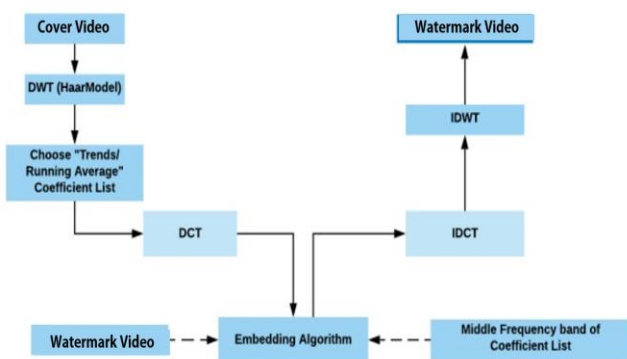 Cover Video
DWT (HaarModel)
Choose "Trends/
Running Average"
Coefficient List
DCT
Watermark Video
Embedding Algorithm
Middle Frequency band of
Coefficient List
IDCT
IDWT
Watermark Video